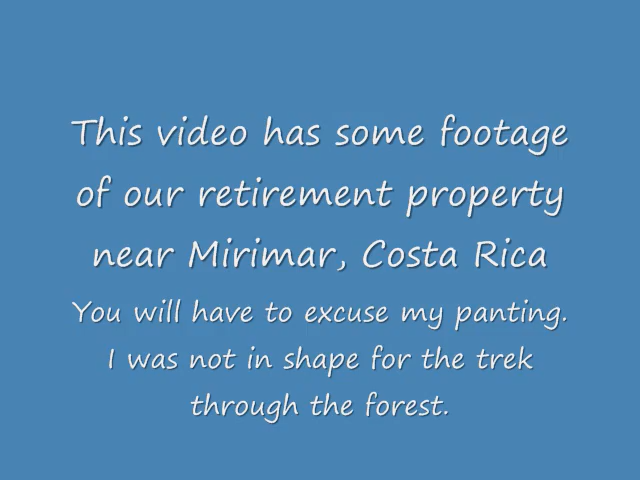 This video has some footage
of our retirement property
near Mirimar, Costa Rica
You will have to excuse my panting.
I was not in shape for the trek
through the forest.